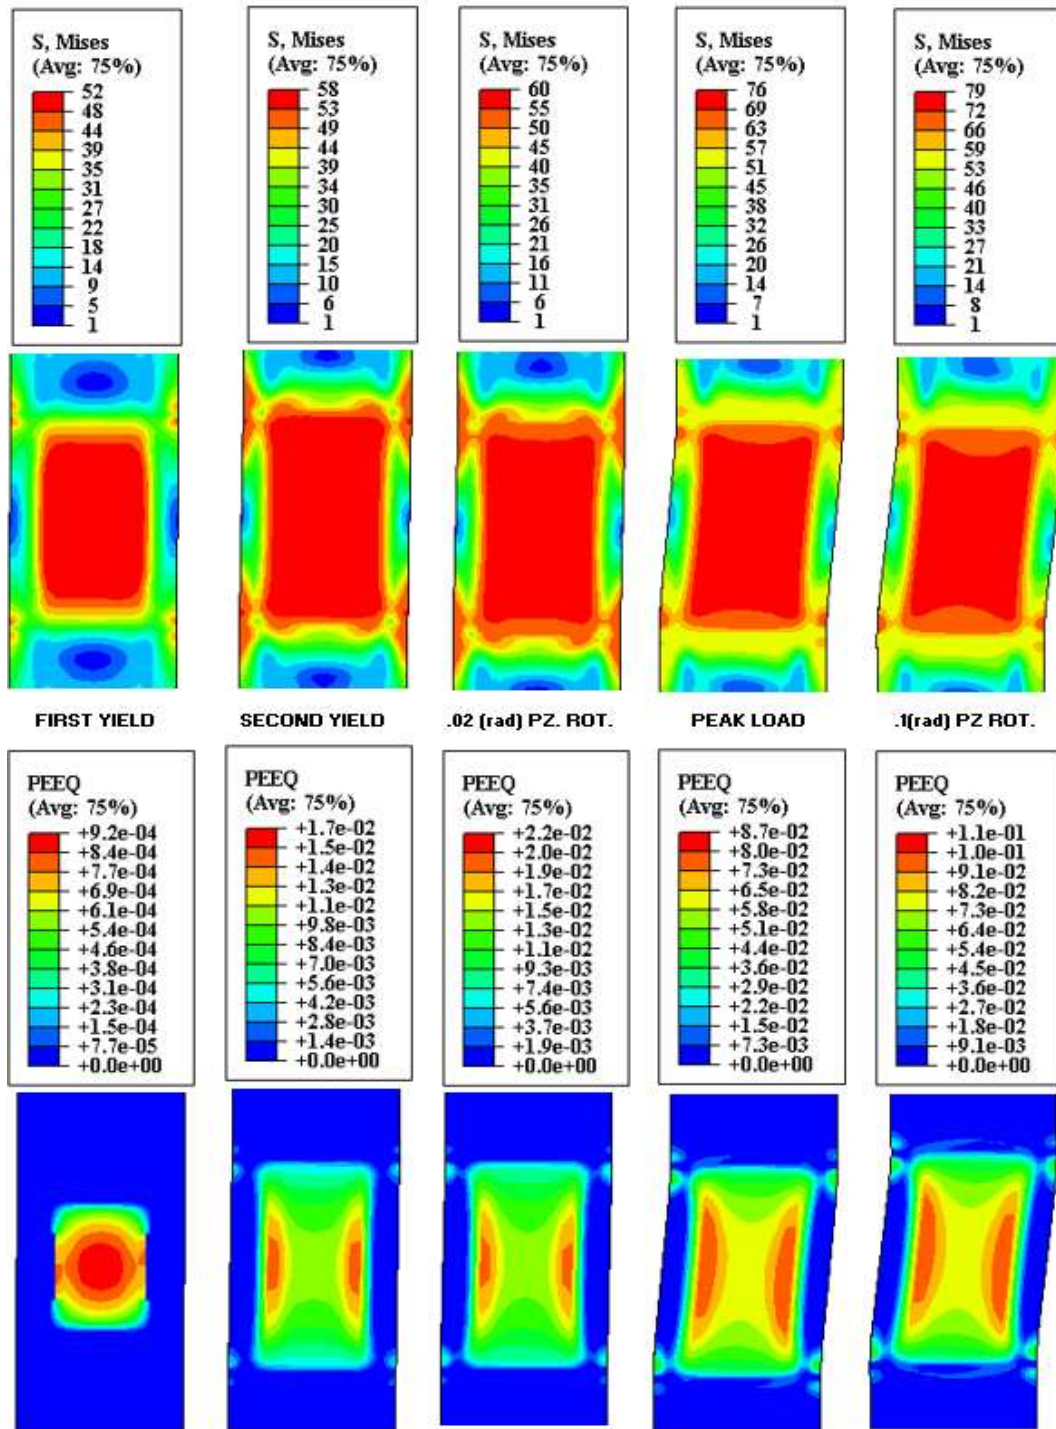 S, Mises
(Avg: 75%)
52
48
44
39
35
31
27
22
18
14
9
5
1
S, Mises
(Avg: 75%)
58
53
49
44
39
34
30
25
20
15
10
6
1
S, Mises
(Avg: 75%)
60
55
50
45
40
35
31
26
21
16
11
6
1
S, Mises
(Avg: 75%)
76
69
63
57
51
45
38
32
26
20
14
7
1
S, Mises
(Avg: 75%)
79
72
66
59
53
46
40
33
27
21
14
8
1
FIRST YIELD
SECOND YIELD
.02 (rad) PZ. ROT.
PEAK LOAD
.1(rad) PZ ROT.
PEEQ
(Avg: 75%)
+9.2e-04
+8.4e-04
+7.7e-04
+6.9e-04
+6.1e-04
+5.4e-04
+4.6e-04
+3.8e-04
+3.1e-04
+2.3e-04
+1.5e-04
+7.7e-05
+0.0e+00
PEEQ
(Avg: 75%)
+1.7e-02
+1.5e-02
+1.4e-02
+1.3e-02
+1.1e-02
+9.8e-03
+8.4e-03
+7.0e-03
+5.6e-03
+4.2e-03
+2.8e-03
+1.4e-03
+0.0e+00
PEEQ
(Avg: 75%)
+2.2e-02
+2.0e-02
+1.9e-02
+1.7e-02
+1.5e-02
+1.3e-02
+1.1e-02
+9.3e-03
+7.4e-03
+5.6e-03
+3.7e-03
+1.9e-03
+0.0e+00
PEEQ
(Avg: 75%)
+8.7e-02
+8.0e-02
+7.3e-02
+6.5e-02
+5.8e-02
+5.1e-02
+4.4e-02
+3.6e-02
+2.9e-02
+2.2e-02
+1.5e-02
+7.3e-03
+0.0e+00
PEEQ
(Avg: 75%)
+1.1e-01
+1.0e-01
+9.1e-02
+8.2e-02
+7.3e-02
+6.4e-02
+5.4e-02
+4.5e-02
+3.6e-02
+2.7e-02
+1.8e-02
+9.1e-03
+0.0e+00